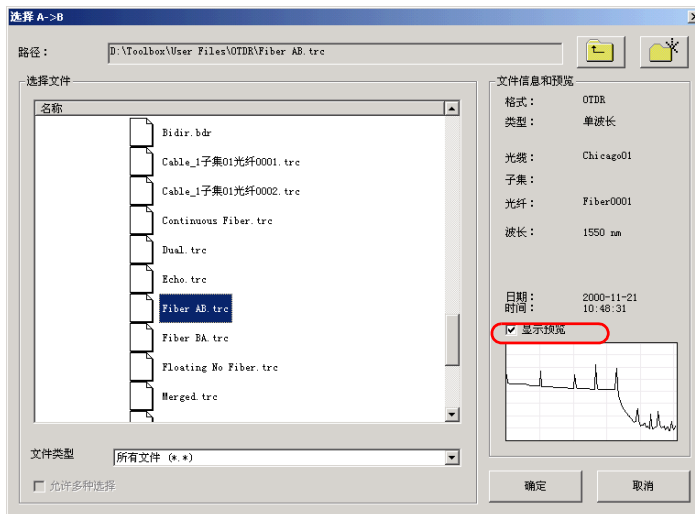 选择 A->B
路径： D:\Toolbox\User Files\OTDR\Fiber AB.trc
选择文件
名称
Bidir.bdr
Cable_1子集01光纤0001.trc
Cable_1子集01光纤0002.trc
Continuous Fiber.trc
Dual.trc
Echo.trc
Fiber AB.trc
Fiber BA.trc
Floating No Fiber.trc
Merged.trc
文件类型 所有文件 (*.*)
允许多种选择
文件信息和预览
格式： OTDR
类型： 单波长
光缆： Chicago01
子集：
光纤： Fiber0001
波长： 1550 nm
日期： 2000-11-21
时间： 10:48:31
显示预览
确定 取消